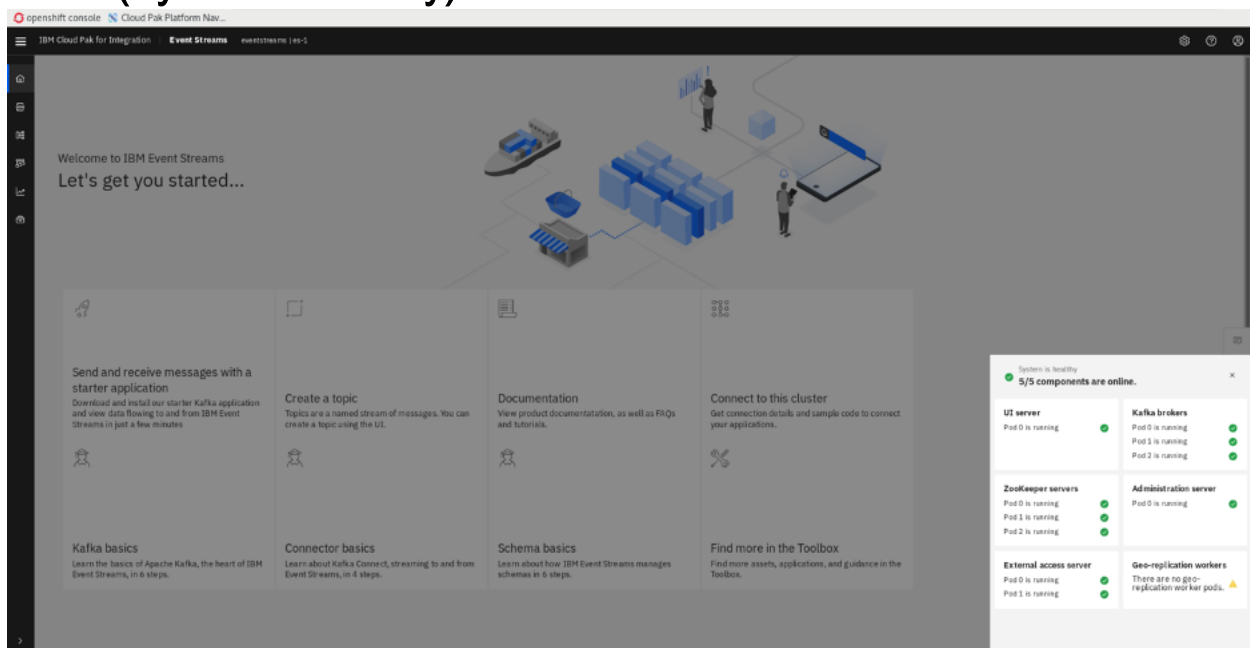 openshift console Cloud Pak Platform Nav...
IBM Cloud Pak for Integration Event Streams eventstreams | es-1
Welcome to IBM Event Streams
Let's get you started...
Send and receive messages with a
starter application
Download and install our starter Kafka application
and view data flowing to and from IBM Event
Streams in just a few minutes
Create a topic
Topics are a named stream of messages. You can
create a topic using the UI.
Documentation
View product documentatation, as well as FAQs
and tutorials.
Connect to this cluster
Get connection details and sample code to connect
your applications.
Kafka basics
Learn the basics of Apache Kafka, the heart of IBM
Event Streams, in 6 steps.
Connector basics
Learn about Kafka Connect, streaming to and from
Event Streams, in 4 steps.
Schema basics
Learn about how IBM Event Streams manages
schemas in 6 steps.
Find more in the Toolbox
Find more assets, applications, and guidance in the
Toolbox.
System is healthy
5/5 components are online.
UI server
Pod 0 is running
Kafka brokers
Pod 0 is running
Pod 1 is running
Pod 2 is running
ZooKeeper servers
Pod 0 is running
Pod 1 is running
Pod 2 is running
Administration server
Pod 0 is running
External access server
Pod 0 is running
Pod 1 is running
Geo-replication workers
There are no geo-
replication worker pods.